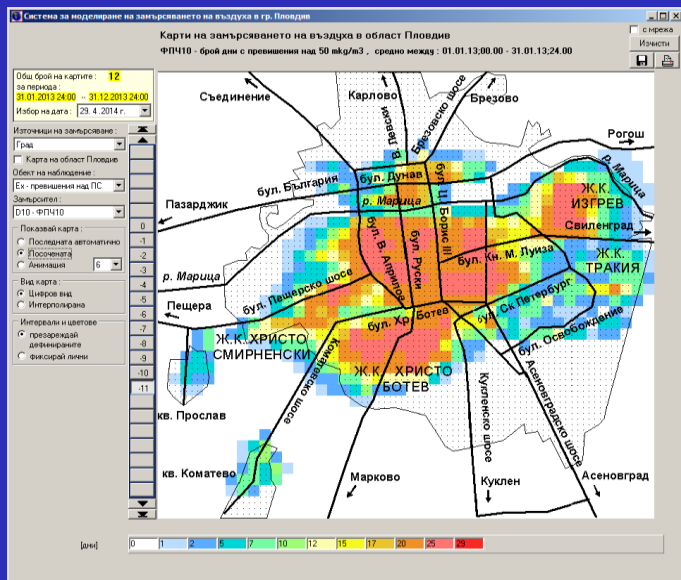 Система за моделиране на замърсяването на въздуха в гр. Пловдив
Карти на замърсяването на въздуха в област Пловдив
ФПЧ10 - брой дни с превишения над 50 mkg/m3 , средно между : 01.01.13;00.00 - 31.01.13;24.00
с мрежа
Изчисти
Общ брой на картите : 12
за периода :
31.01.2013 24:00 -- 31.12.2013 24:00
Избор на дата : 29. 4 .2014 г.
Източници на замърсяване :
Град
Карта на област Пловдив
Обект на наблюдение :
Ex - превишения над ПС
Замърсител :
D10 - ФПЧ10
Показвай карта :
Последната автоматично
Посочената
Анимация 6
Вид карта :
Цифров вид
Интерполирана
Интервали и цветове
презареждай
дефинираните
фиксирай лични
0
-1
-2
-3
-4
-5
-6
-7
-8
-9
-10
-11
Съединение
Карлово
Брезово
Брезовско шосе
В. Левски
Рогош
р. Марица
бул. Дунав
бул. България
р. Марица
бул. Ц. Борис III
Ж.К.
ИЗГРЕВ
Пазарджик
Свиленград
бул. В. Априлов
бул. Руски
бул. Кн. М. Луиза
Ж.К.
ТРАКИЯ
р. Марица
бул. Пещерско шосе
Пещера
бул. Ск Петербург
бул. Хр. Ботев
бул. Освобождение
Ж.К. ХРИСТО
СМИРНЕНСКИ
Коматевско шосе
Ж.К. ХРИСТО
БОТЕВ
Кукленско шосе
Асеновградско шосе
кв. Прослав
кв. Коматево
Марково
Куклен
Асеновград
[дни] 0 1 2 5 7 10 12 15 17 20 25 29